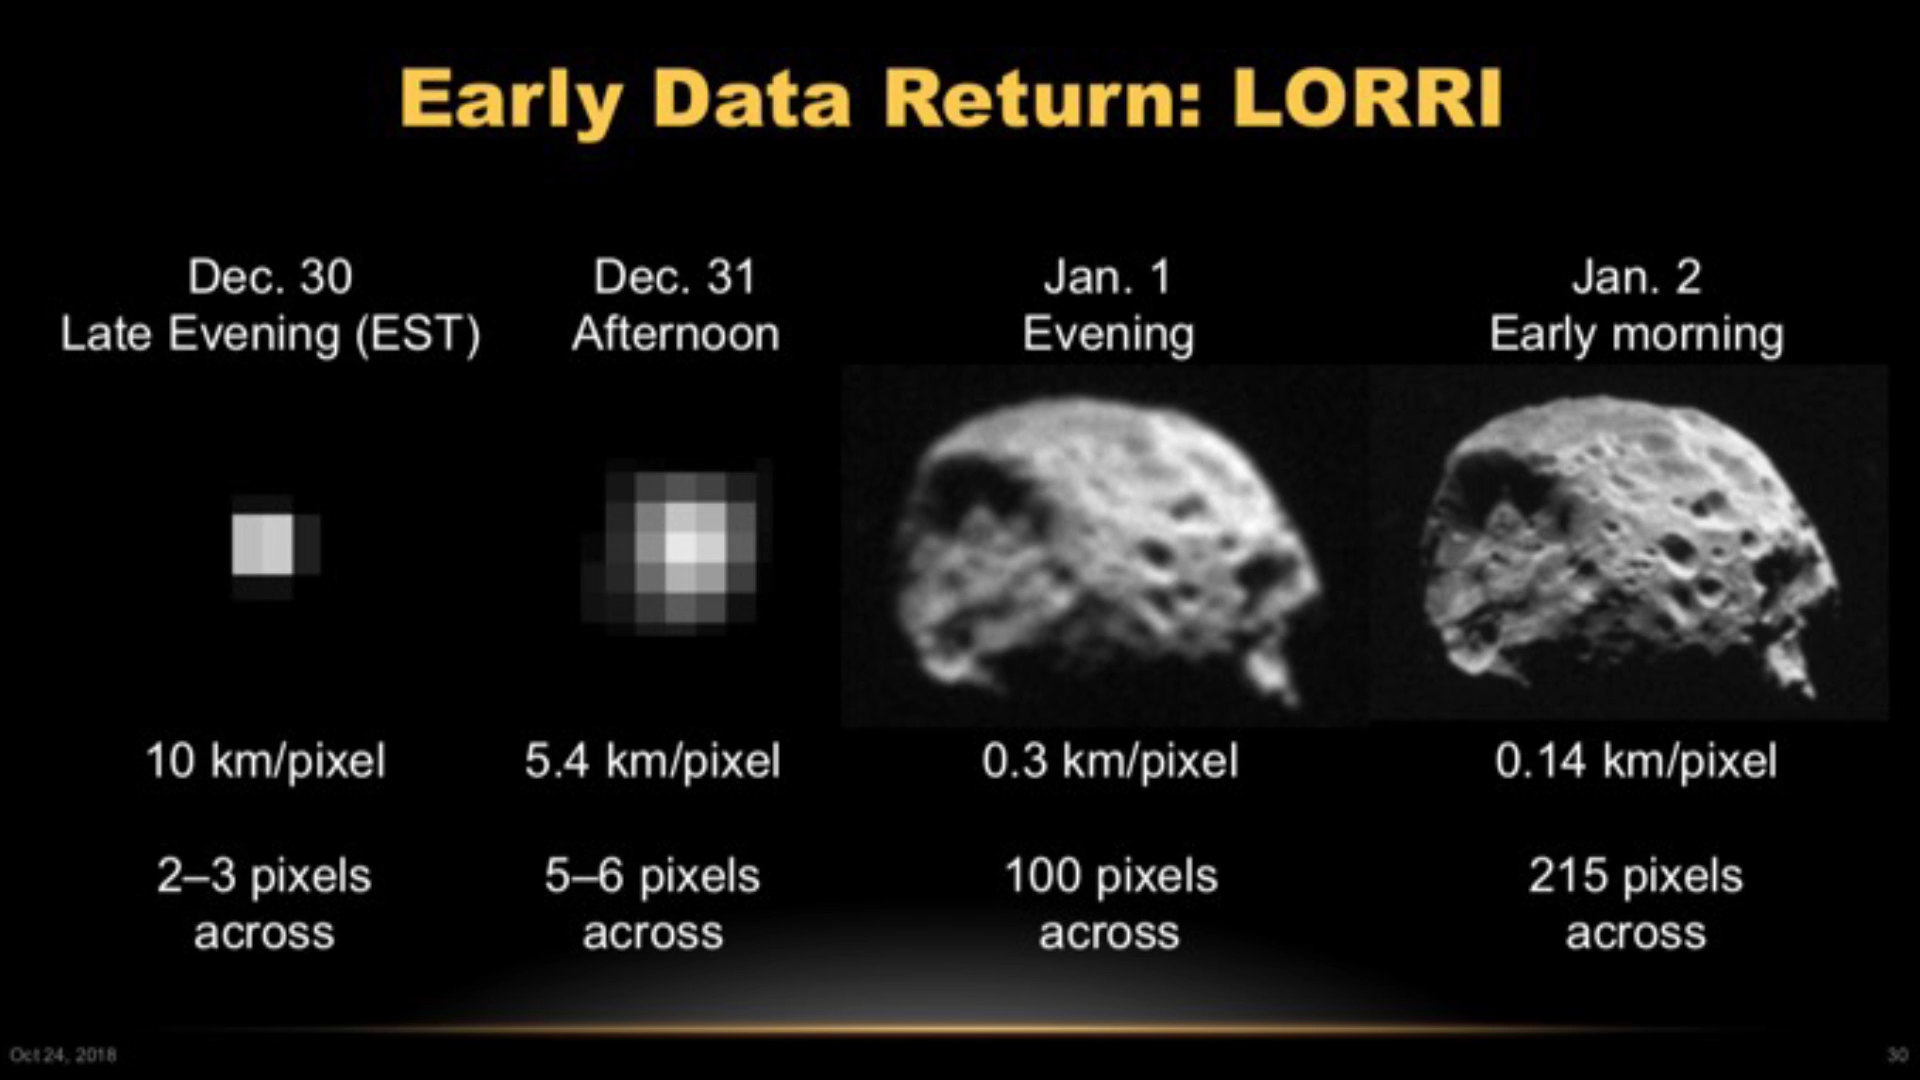 Early Data Return: LORRI
Dec. 30
Late Evening (EST)
Dec. 31
Afternoon
Jan. 1
Evening
Jan. 2
Early morning
10 km/pixel
5.4 km/pixel
0.3 km/pixel
0.14 km/pixel
2–3 pixels
across
5–6 pixels
across
100 pixels
across
215 pixels
across
Oct 24, 2018
30